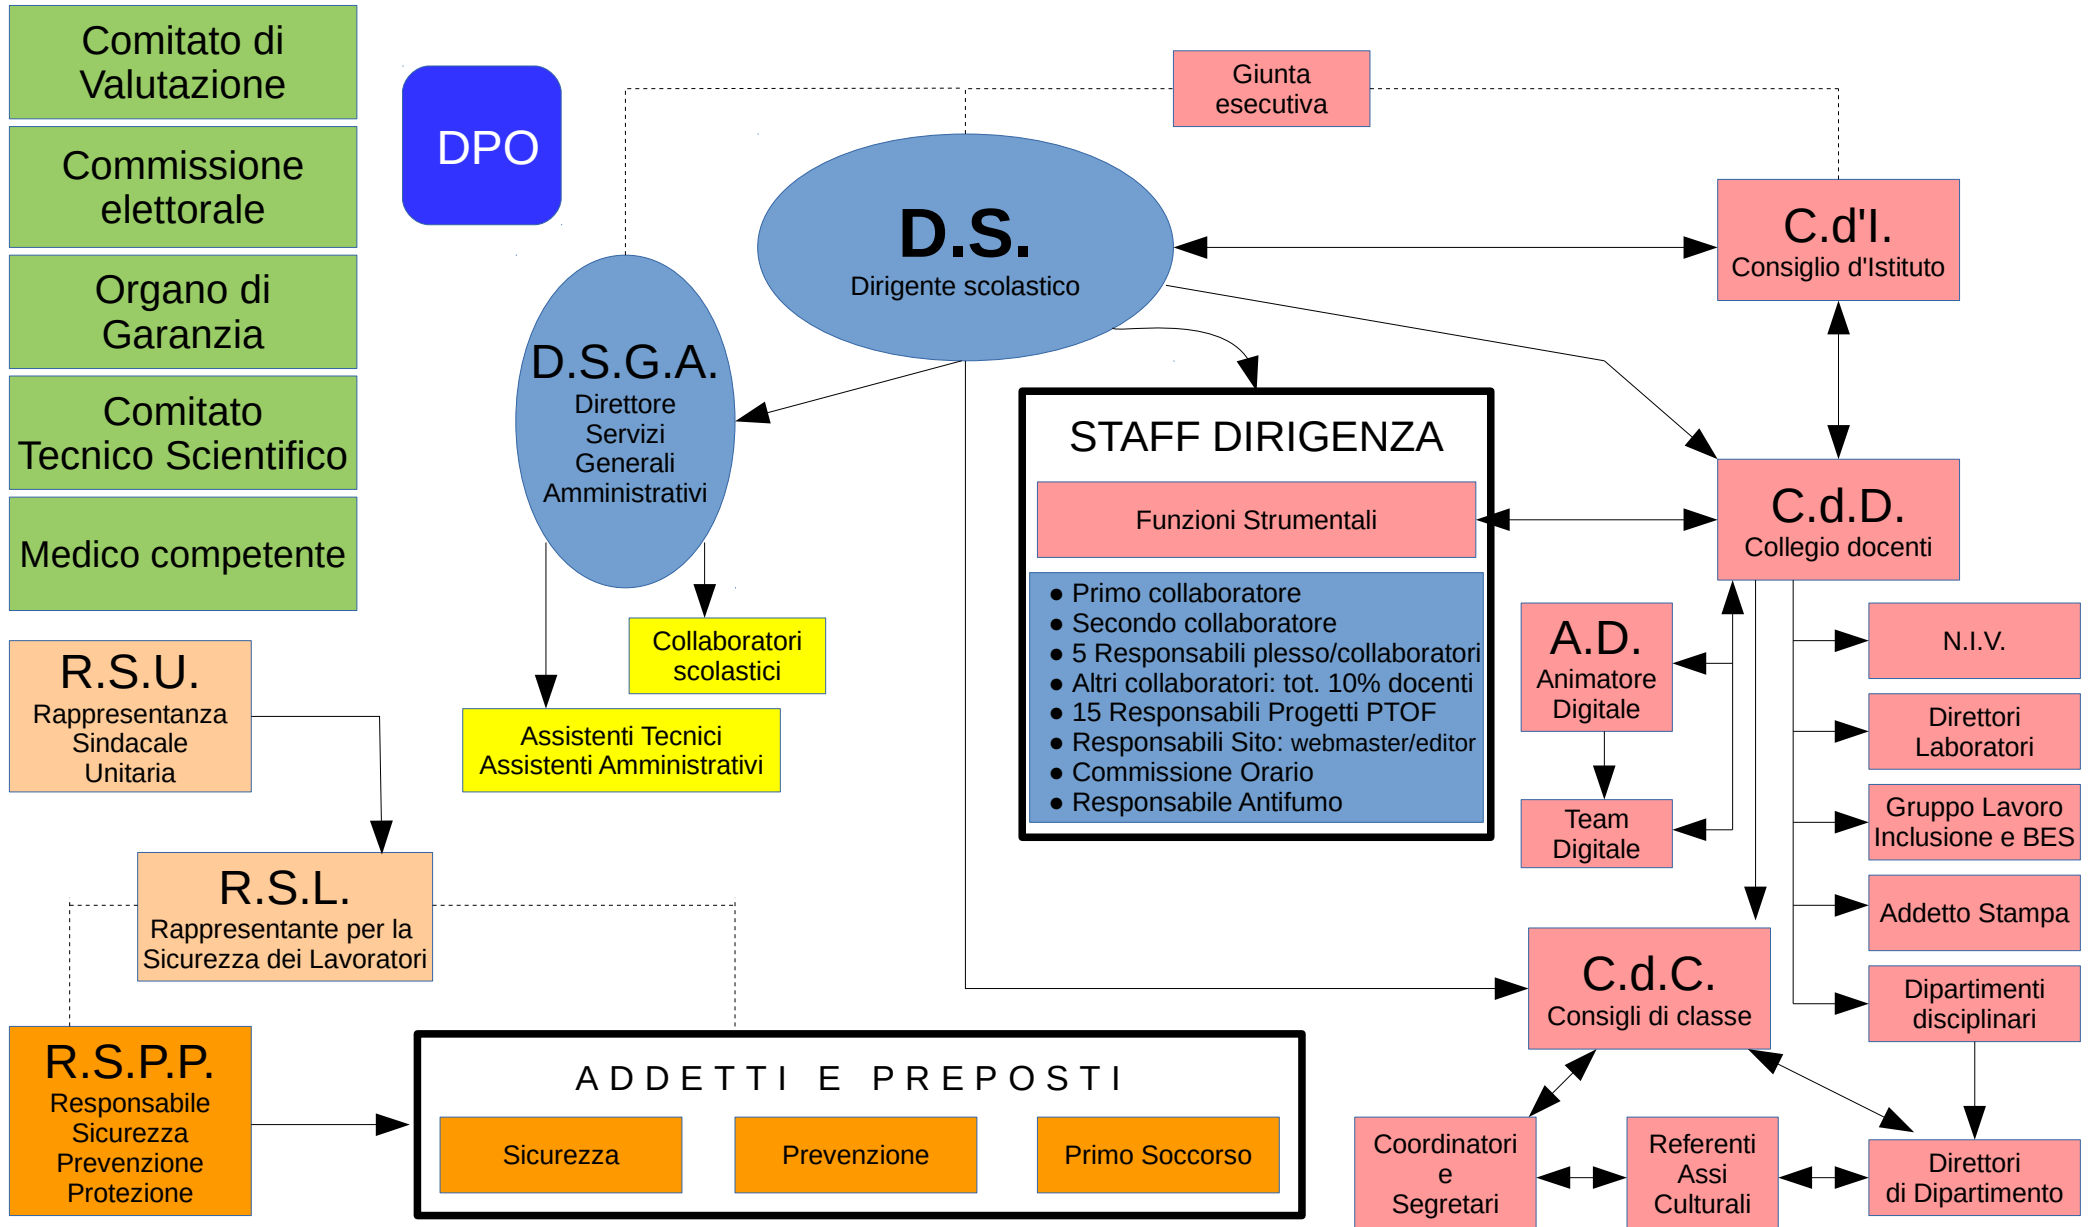 Comitato di
Valutazione
Commissione
elettorale
Organo di
Garanzia
Comitato
Tecnico Scientifico
Medico competente
R.S.U.
Rappresentanza
Sindacale
Unitaria
R.S.L.
Rappresentante per la
Sicurezza dei Lavoratori
R.S.P.P.
Responsabile
Sicurezza
Prevenzione
Protezione
DPO
Giunta
esecutiva
D.S.
Dirigente scolastico
D.S.G.A.
Direttore
Servizi
Generali
Amministrativi
Collaboratori
scolastici
Assistenti Tecnici
Assistenti Amministrativi
STAFF DIRIGENZA
Funzioni Strumentali
● Primo collaboratore
● Secondo collaboratore
● 5 Responsabili plesso/collaboratori
● Altri collaboratori: tot. 10% docenti
● 15 Responsabili Progetti PTOF
● Responsabili Sito: webmaster/editor
● Commissione Orario
● Responsabile Antifumo
ADDETTI E PREPOSTI
Sicurezza
Prevenzione
Primo Soccorso
C.d'I.
Consiglio d'Istituto
C.d.D.
Collegio docenti
A.D.
Animatore
Digitale
Team
Digitale
N.I.V.
Direttori
Laboratori
Gruppo Lavoro
Inclusione e BES
Addetto Stampa
Dipartimenti
disciplinari
C.d.C.
Consigli di classe
Coordinatori
e
Segretari
Referenti
Assi
Culturali
Direttori
di Dipartimento